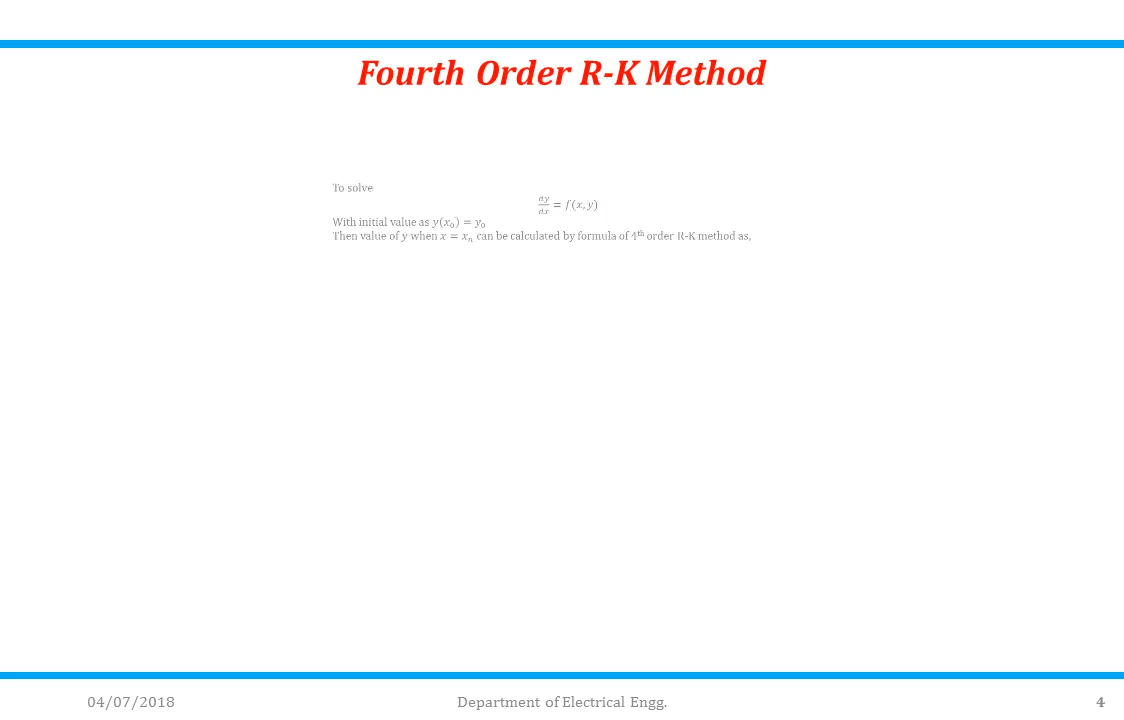 Fourth Order R-K Method
To solve
dy/dx = f(x, y)
With initial value as y(x₀) = y₀
Then value of y when x = xₙ can be calculated by formula of 4ᵗʰ order R-K method as,
04/07/2018 Department of Electrical Engg. 4